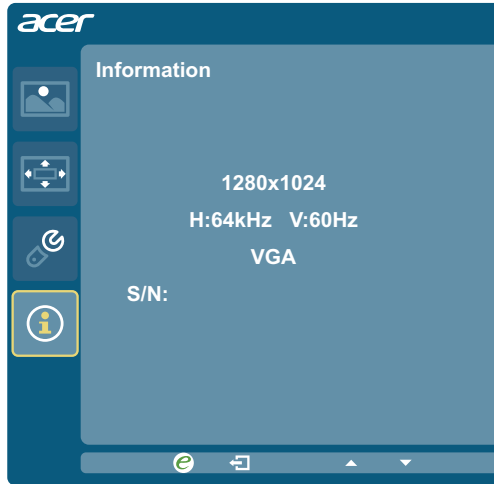 acer
Information
1280x1024
H:64kHz V:60Hz
VGA
S/N:
e